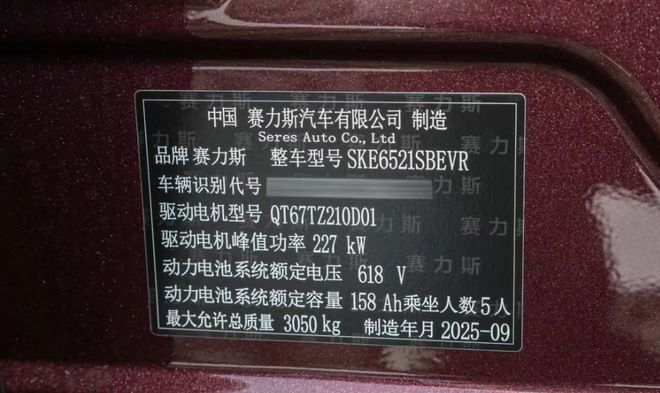 中国 赛力斯汽车有限公司 制造
Seres Auto Co., Ltd
品牌 赛力斯 整车型号 SKE6521SBEVR
车辆识别代号
驱动电机型号 QT67TZ210D01
驱动电机峰值功率 227 kW
动力电池系统额定电压 618 V
动力电池系统额定容量 158 Ah乘坐人数5人
最大允许总质量 3050 kg 制造年月 2025-09